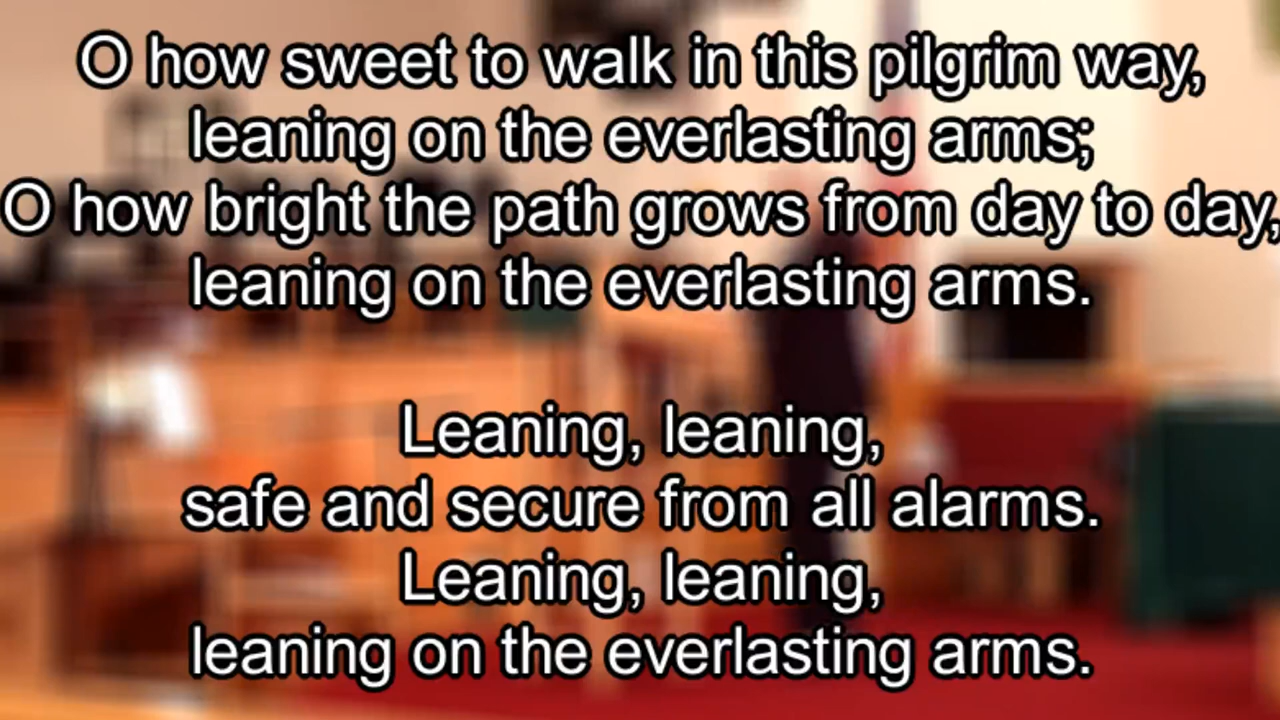 O how sweet to walk in this pilgrim way,
leaning on the everlasting arms;
O how bright the path grows from day to day,
leaning on the everlasting arms.
Leaning, leaning,
safe and secure from all alarms.
Leaning, leaning,
leaning on the everlasting arms.